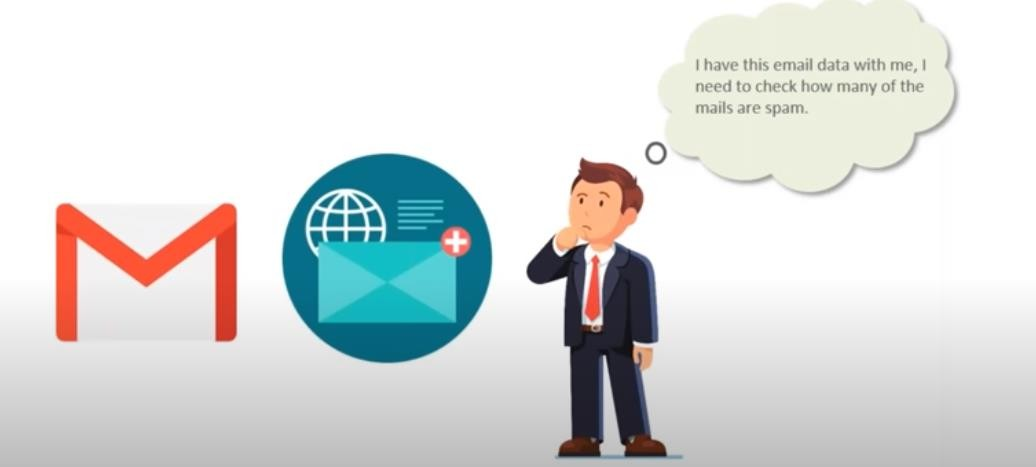 I have this email data with me, I
need to check how many of the
mails are spam.